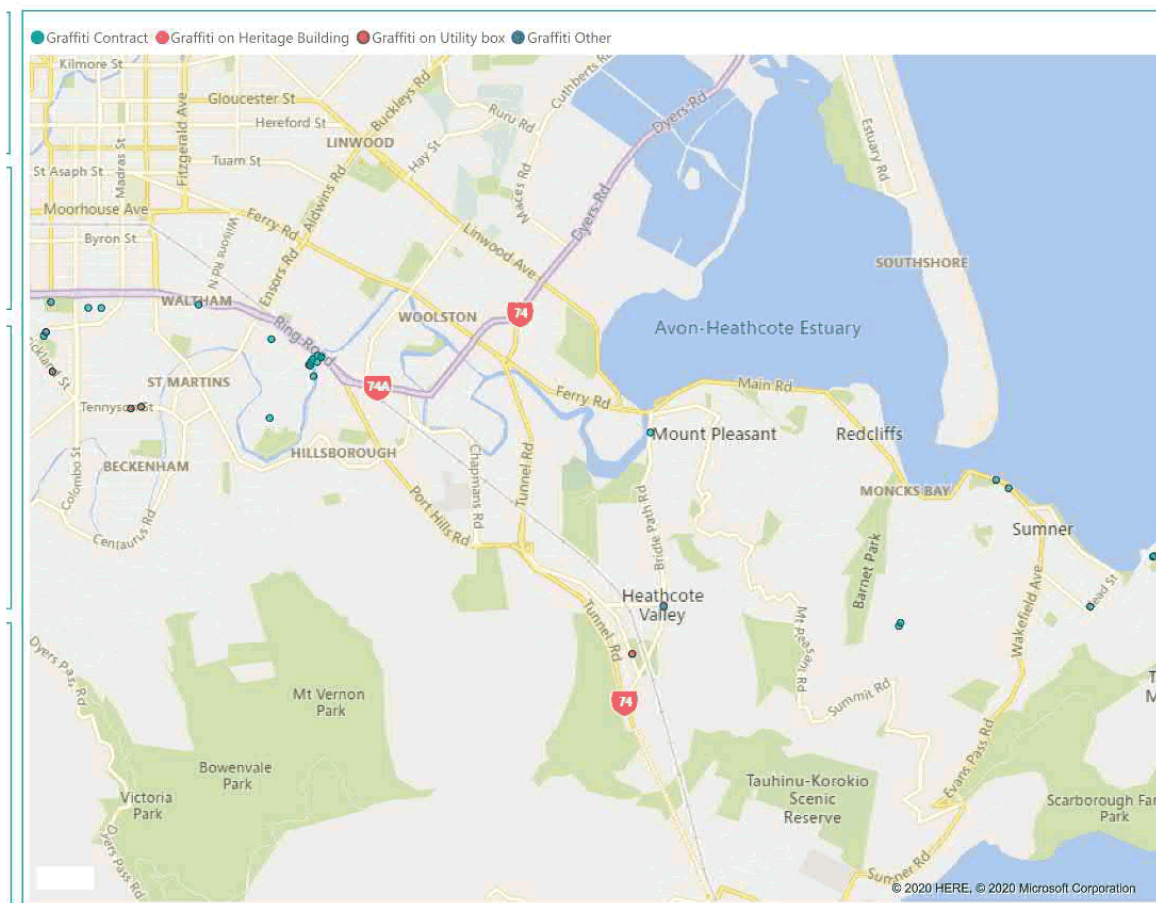 Graffiti Contract Graffiti on Heritage Building Graffiti on Utility box Graffiti Other
Kilmore St
Gloucester St
Hereford St
Fitzgerald Ave
Madras St
Buckleys Rd
Cuthberts Rd
Ruru Rd
Hay St
LINWOOD
Tuam St
St Asaph St
Moorhouse Ave
Byron St
Aldwins Rd
Ferry Rd
Maces Rd
Dyers Rd
Dyers Rd
Estuary Rd
Wilsons Rd N
Ensors Rd
Linwood Ave
SOUTHSHORE
WALTHAM
WOOLSTON
74
Avon-Heathcote Estuary
Ring Road
ickland St
ST MARTINS
74A
Main Rd
Tennyson St
Ferry Rd
Mount Pleasant
Redcliffs
BECKENHAM
HILLSBOROUGH
Colombo St
Centaurus Rd
Port Hills Rd
Chapmans Rd
Tunnel Rd
Bridle Path Rd
MONCKS BAY
Sumner
Barnet Park
Wakefield Ave
Head St
Heathcote
Valley
Tunnel Rd
Mt Pleasant Rd
Dyers Pass Rd
Mt Vernon
Park
74
Summit Rd
T
M
Evans Pass Rd
Bowenvale
Park
Victoria
Park
Tauhinu-Korokio
Scenic
Reserve
Scarborough Far
Park
Dyers Pass Rd
Sumner Rd
© 2020 HERE, © 2020 Microsoft Corporation